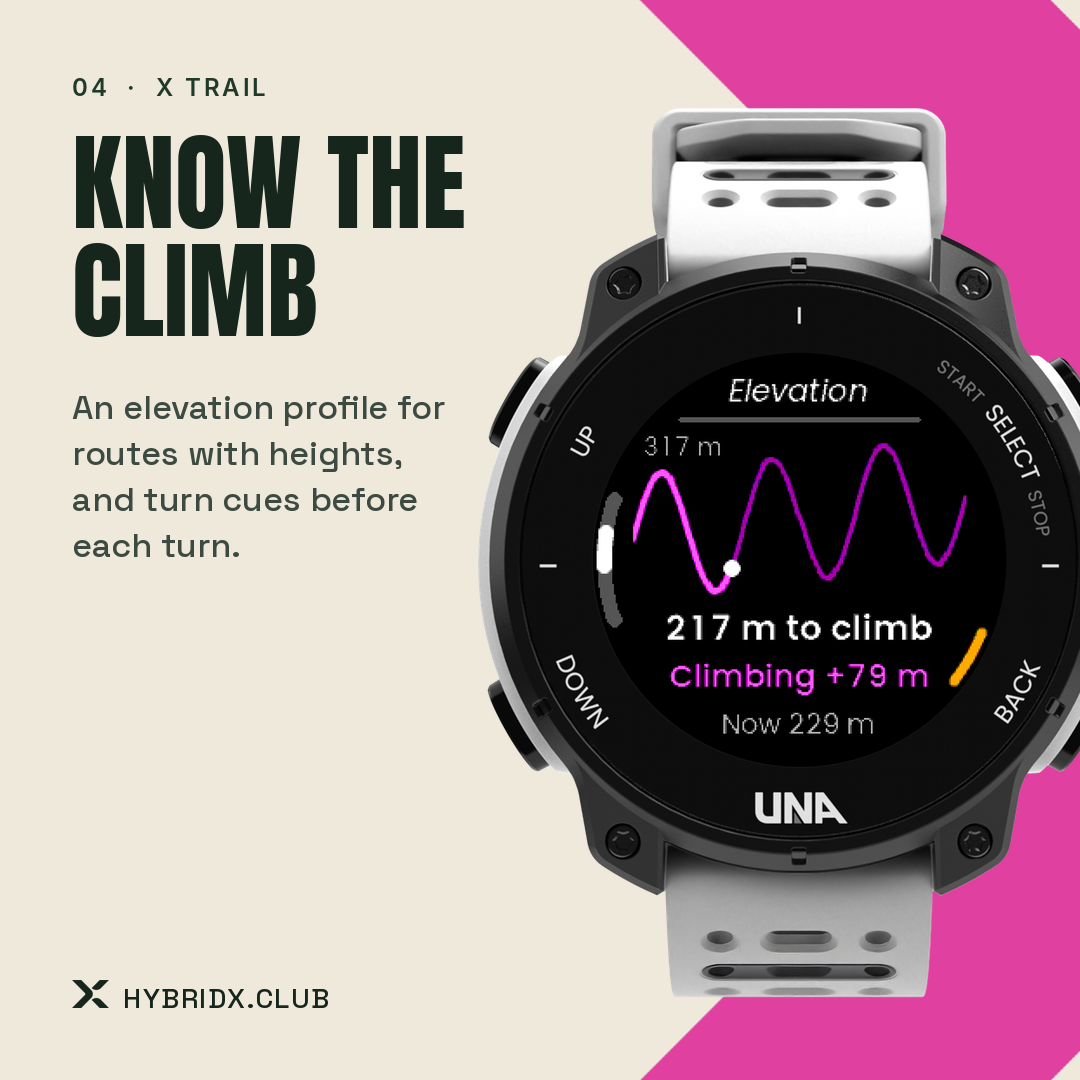 04 · X TRAIL
KNOW THE
CLIMB
An elevation profile for
routes with heights,
and turn cues before
each turn.
Elevation
317 m
217 m to climb
Climbing +79 m
Now 229 m
UP
DOWN
START
SELECT
STOP
BACK
UNA
HYBRIDX.CLUB